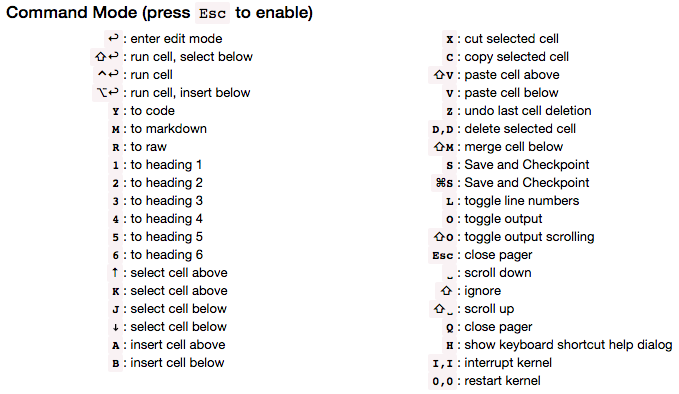 Command Mode (press Esc to enable)
↩ : enter edit mode
⇧↩ : run cell, select below
^↩ : run cell
⌥↩ : run cell, insert below
Y : to code
M : to markdown
R : to raw
1 : to heading 1
2 : to heading 2
3 : to heading 3
4 : to heading 4
5 : to heading 5
6 : to heading 6
↑ : select cell above
K : select cell above
J : select cell below
↓ : select cell below
A : insert cell above
B : insert cell below
X : cut selected cell
C : copy selected cell
⇧V : paste cell above
V : paste cell below
Z : undo last cell deletion
D,D : delete selected cell
⇧M : merge cell below
S : Save and Checkpoint
⌘S : Save and Checkpoint
L : toggle line numbers
O : toggle output
⇧O : toggle output scrolling
Esc : close pager
␣ : scroll down
⇧ : ignore
⇧␣ : scroll up
Q : close pager
H : show keyboard shortcut help dialog
I,I : interrupt kernel
0,0 : restart kernel